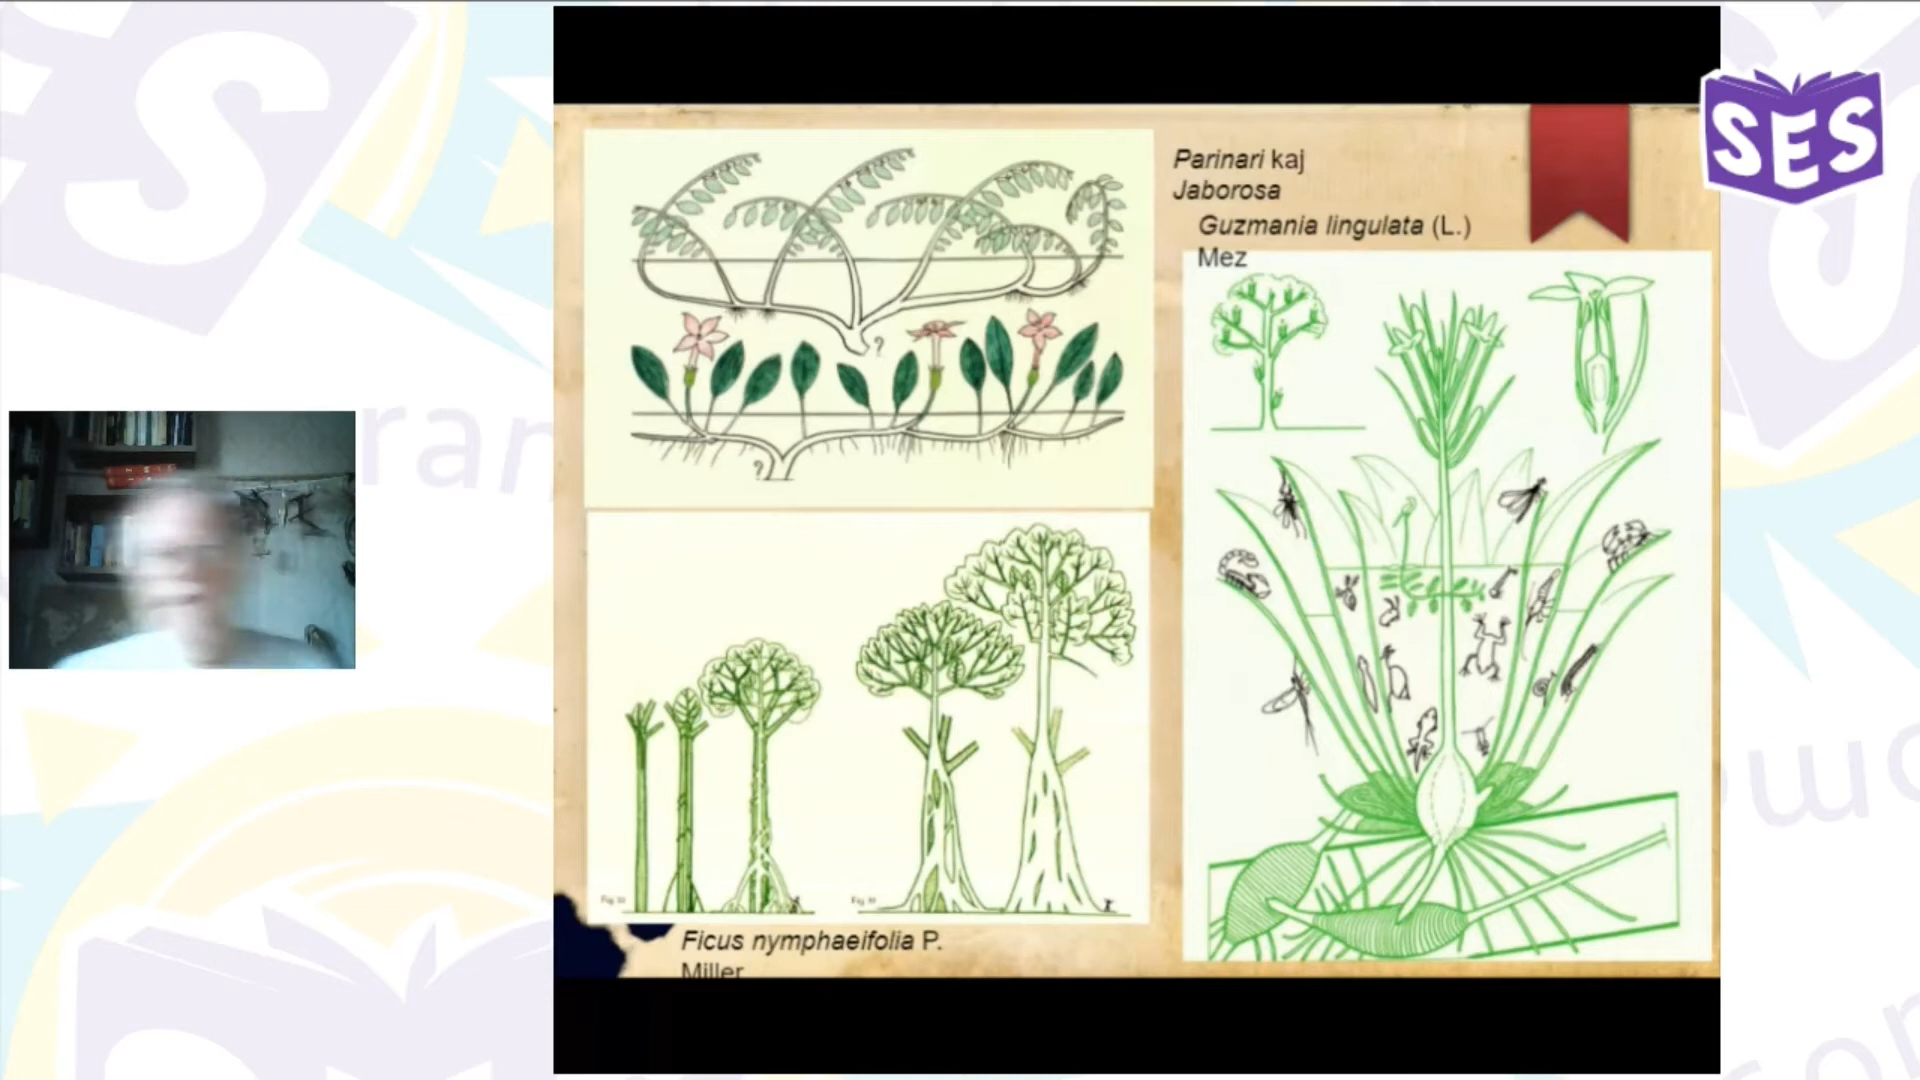 SES
Parinari kaj
Jaborosa
Guzmania lingulata (L.)
Mez
?
?
Ficus nymphaeifolia P.
Miller